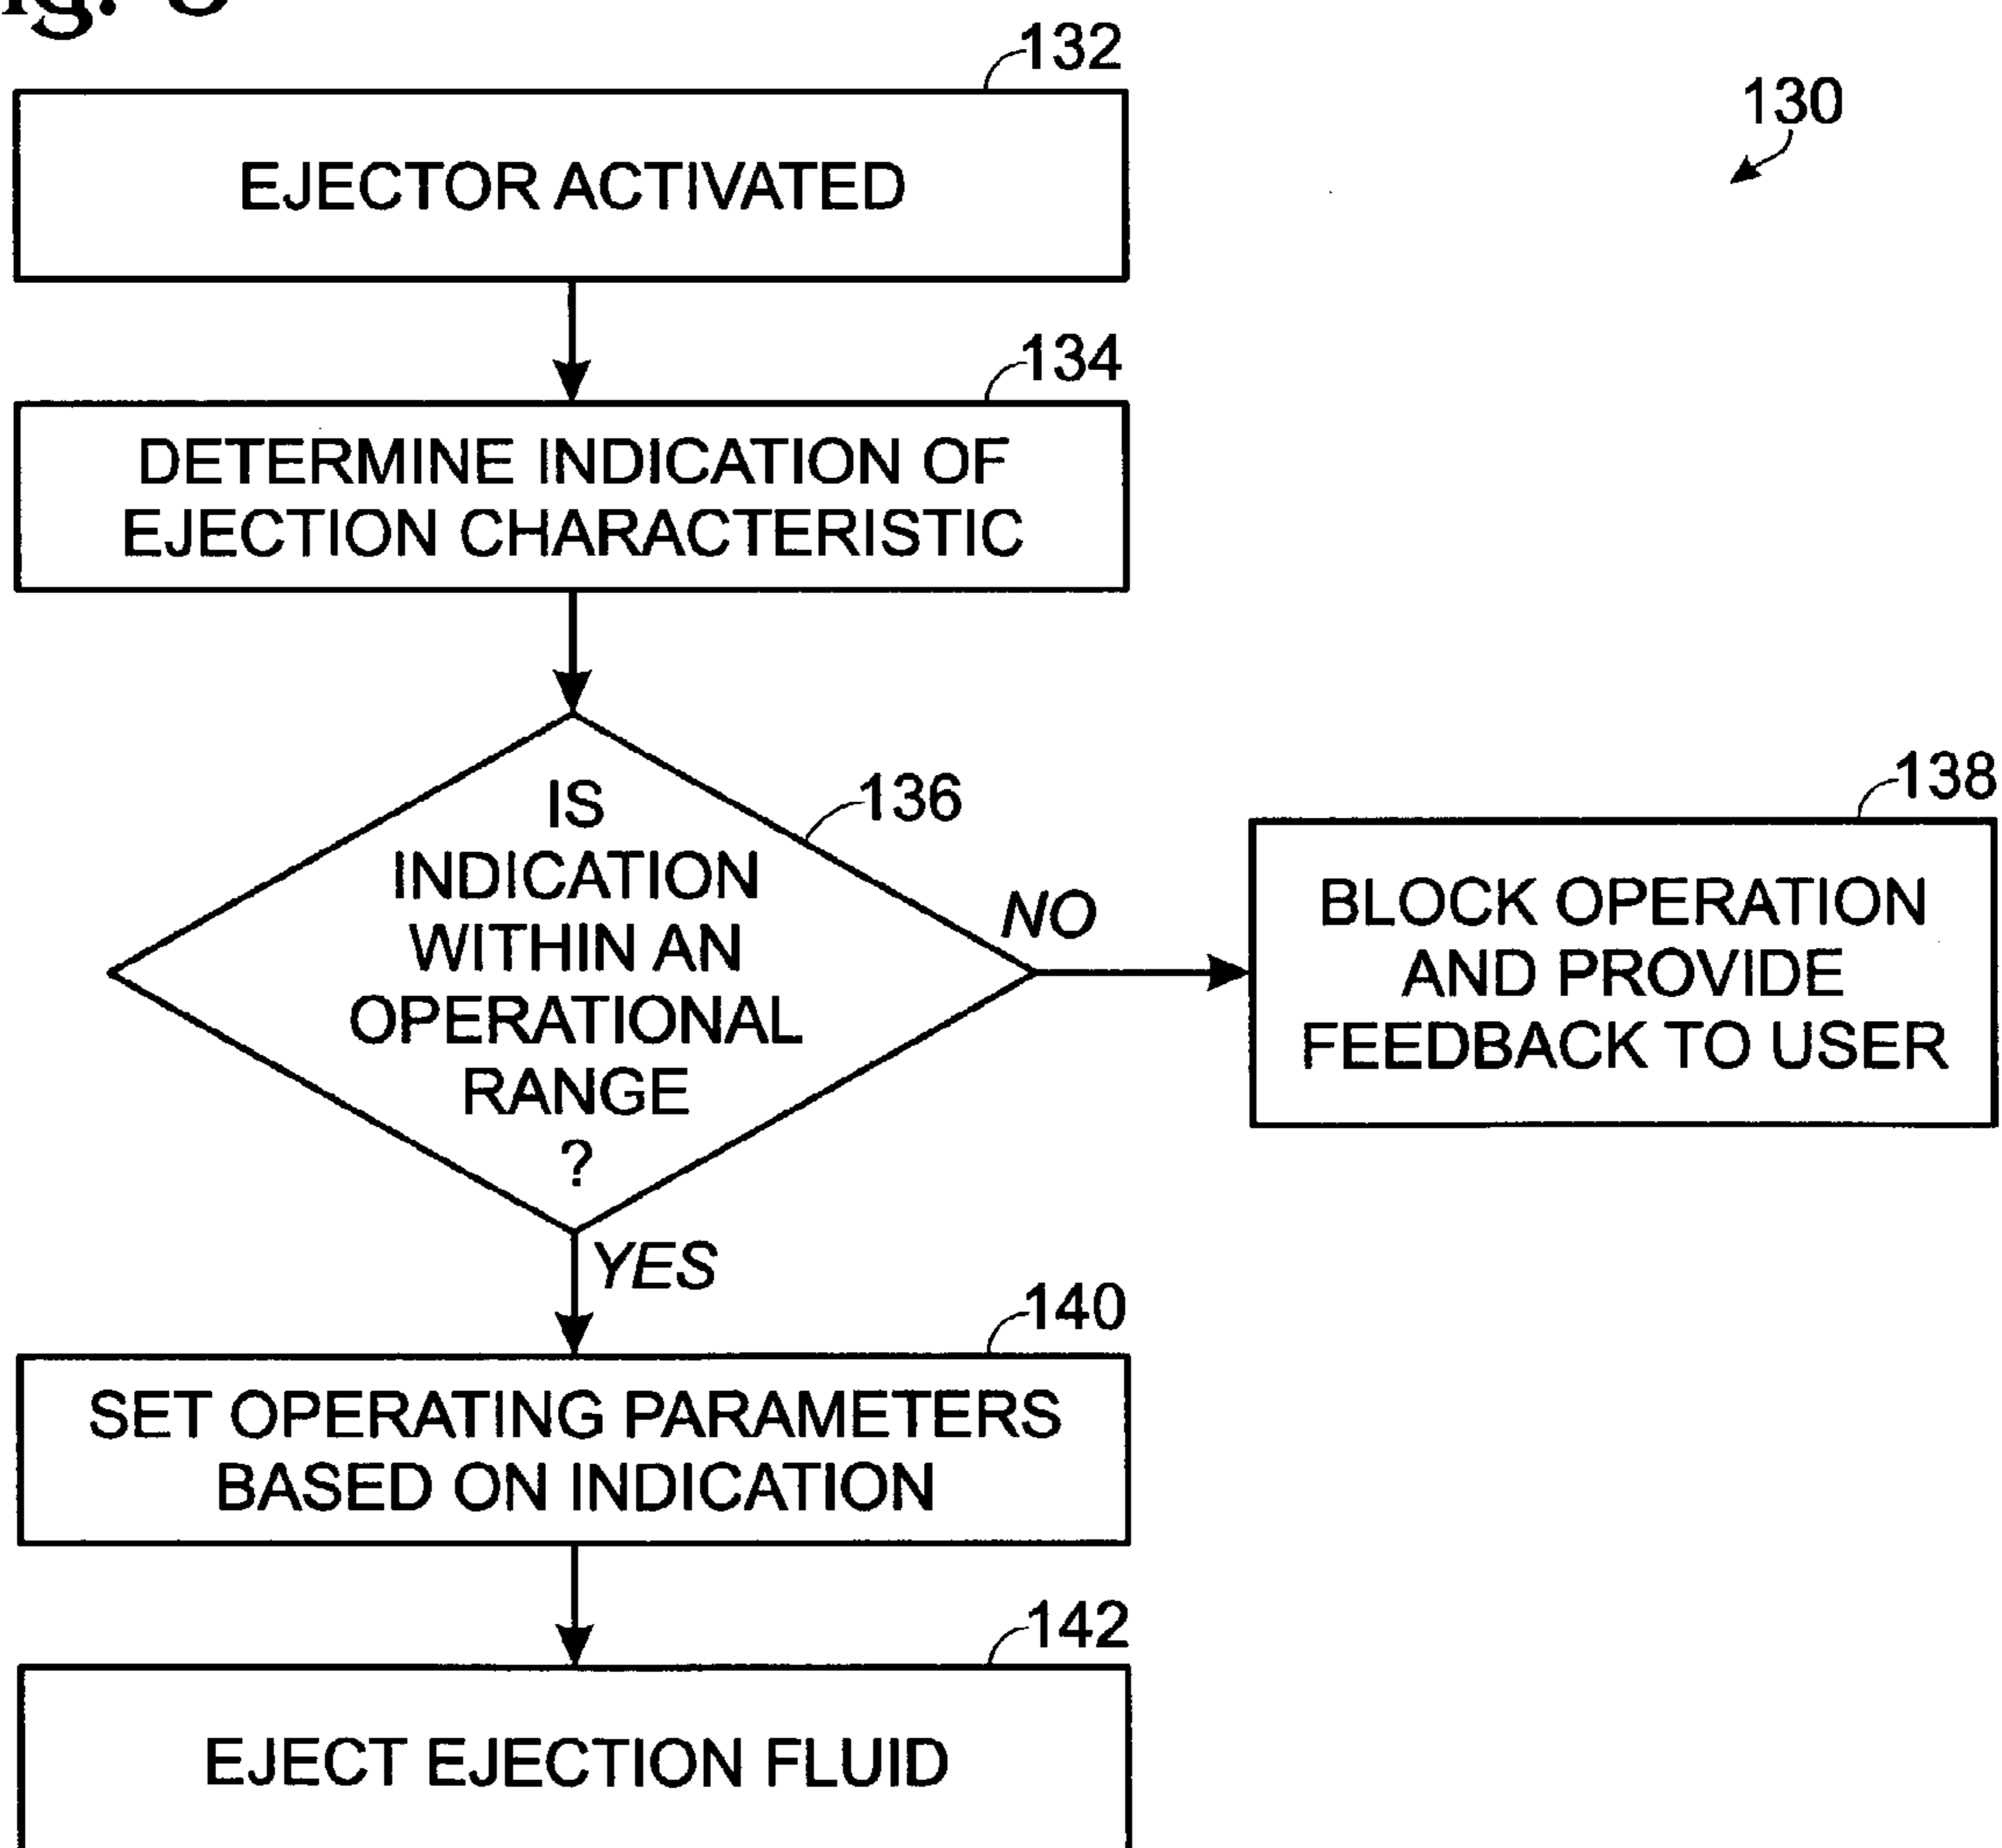 132
130
EJECTOR ACTIVATED
134
DETERMINE INDICATION OF
EJECTION CHARACTERISTIC
136
IS
INDICATION
WITHIN AN
OPERATIONAL
RANGE
?
NO
138
BLOCK OPERATION
AND PROVIDE
FEEDBACK TO USER
YES
140
SET OPERATING PARAMETERS
BASED ON INDICATION
142
EJECT EJECTION FLUID